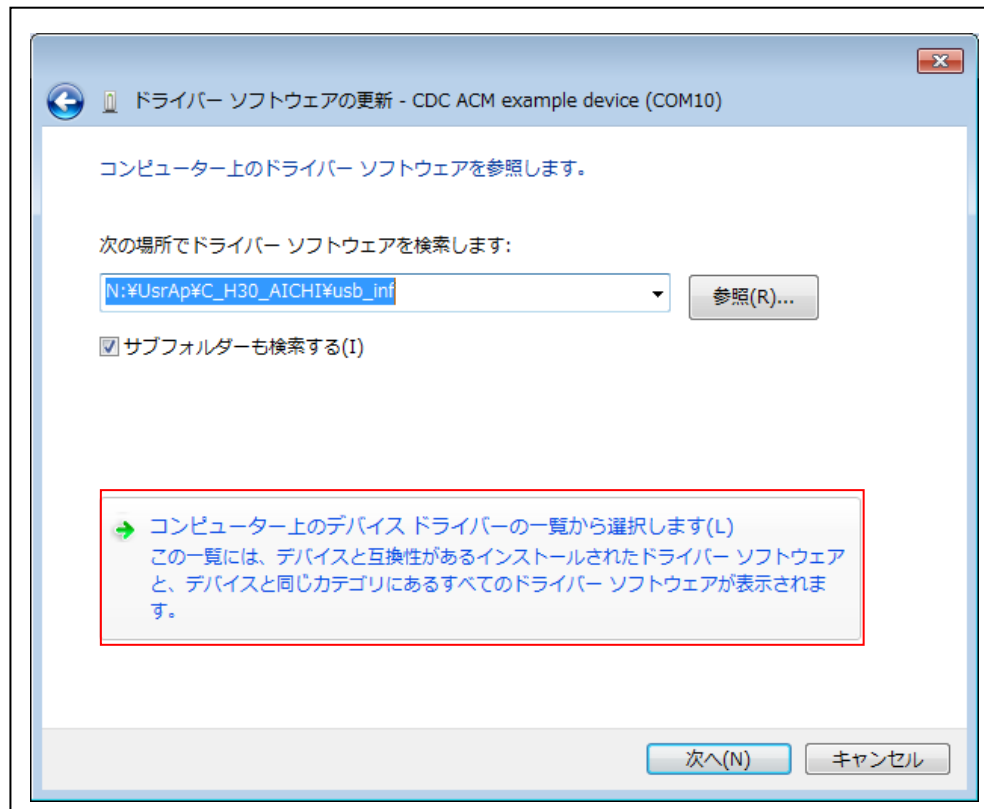 ドライバー ソフトウェアの更新 - CDC ACM example device (COM10)
コンピューター上のドライバー ソフトウェアを参照します。
次の場所でドライバー ソフトウェアを検索します:
N:¥UsrAp¥C_H30_AICHI¥usb_inf
参照(R)...
サブフォルダーも検索する(I)
コンピューター上のデバイス ドライバーの一覧から選択します(L)
この一覧には、デバイスと互換性があるインストールされたドライバー ソフトウェア
と、デバイスと同じカテゴリにあるすべてのドライバー ソフトウェアが表示されま
す。
次へ(N)
キャンセル